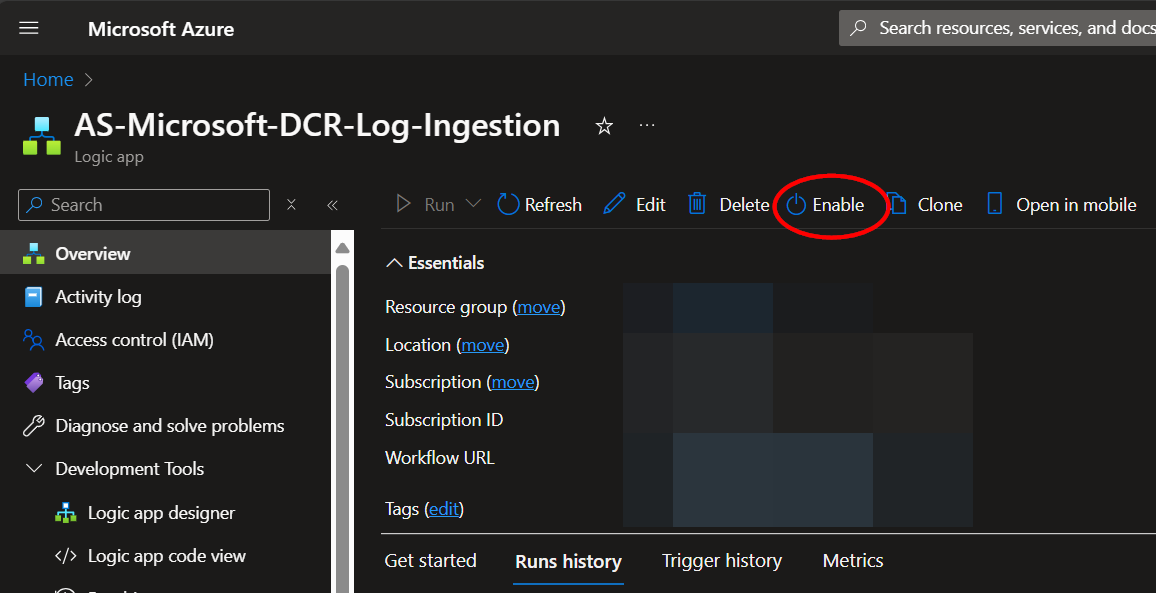 Microsoft Azure
Search resources, services, and docs
Home
AS-Microsoft-DCR-Log-Ingestion
Logic app
Search
Run Refresh Edit Delete Enable Clone Open in mobile
Overview
Activity log
Access control (IAM)
Tags
Diagnose and solve problems
Development Tools
Logic app designer
Logic app code view
Essentials
Resource group (move)
Location (move)
Subscription (move)
Subscription ID
Workflow URL
Tags (edit)
Get started Runs history Trigger history Metrics